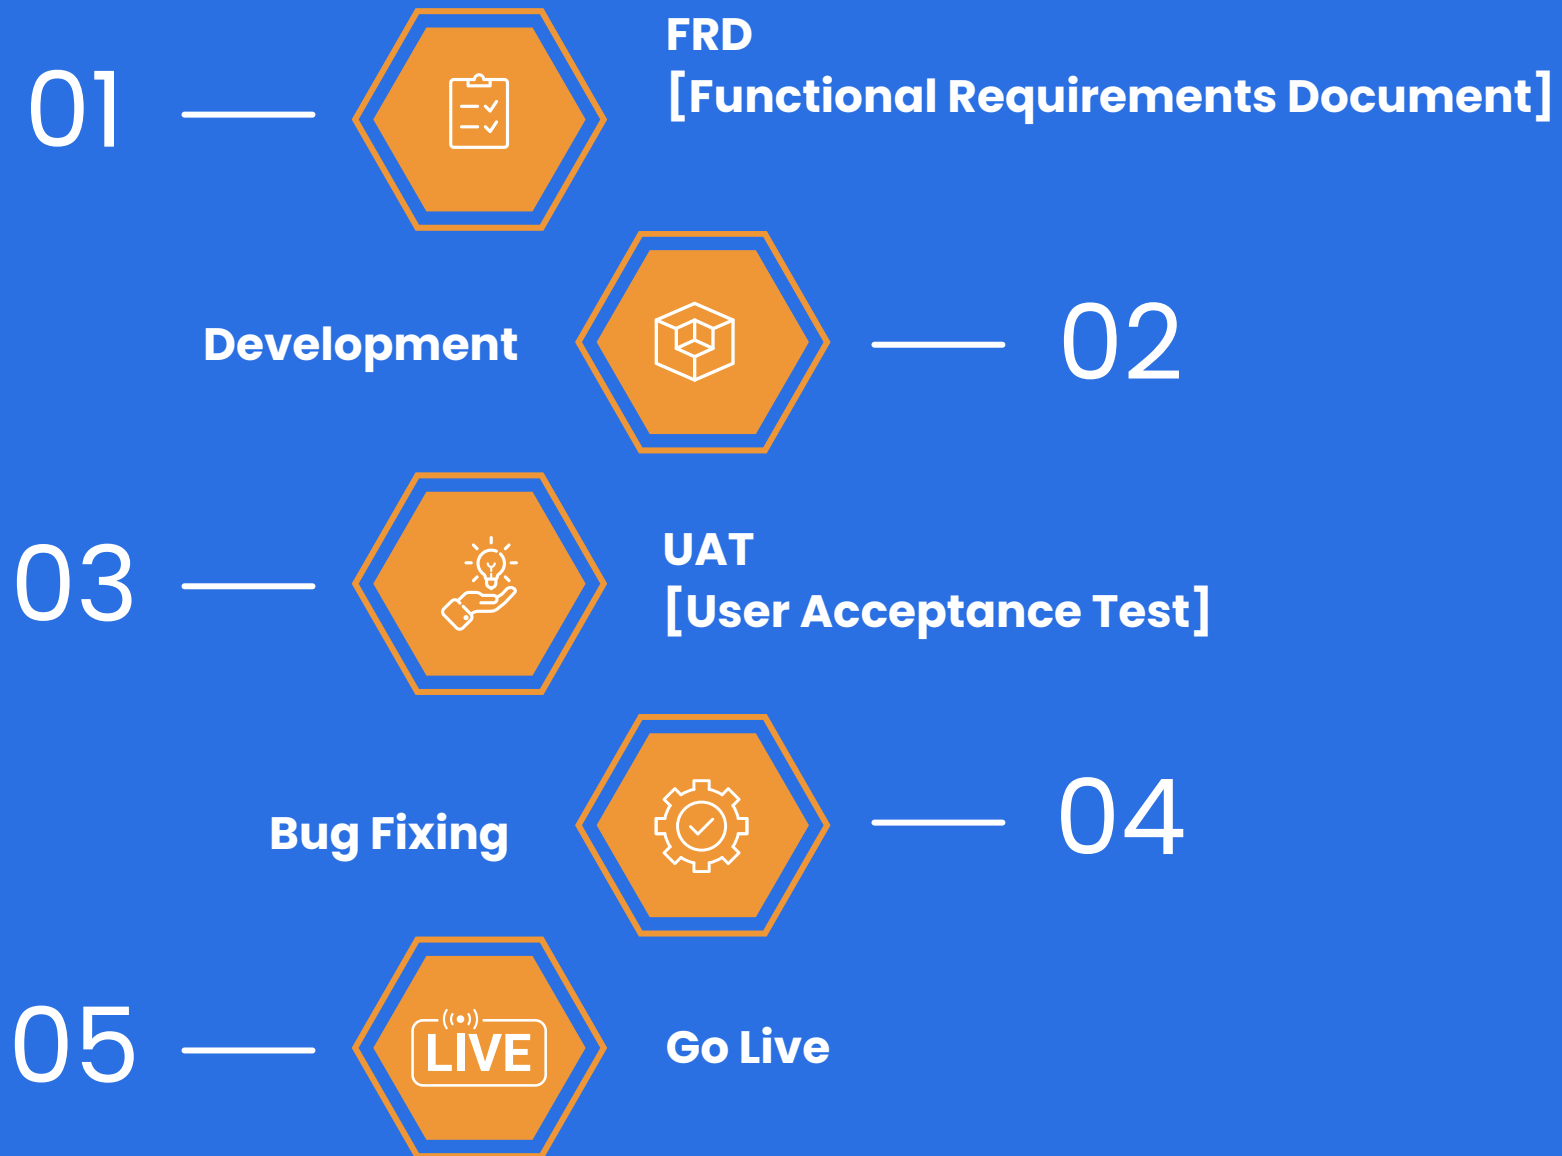 01
FRD
[Functional Requirements Document]
Development
02
03
UAT
[User Acceptance Test]
Bug Fixing
04
05
LIVE
Go Live